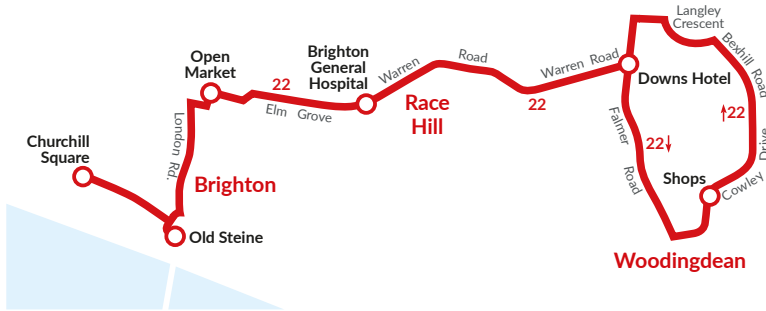 Langley
Crescent
Bexhill Road
Open
Market
Brighton
General
Hospital
Warren
Road
Warren Road
Downs Hotel
22
Elm Grove
Race
Hill
22
22
Falmer
Road
22
London Rd.
Churchill
Square
Brighton
Shops
Cowley
Drive
Old Steine
Woodingdean